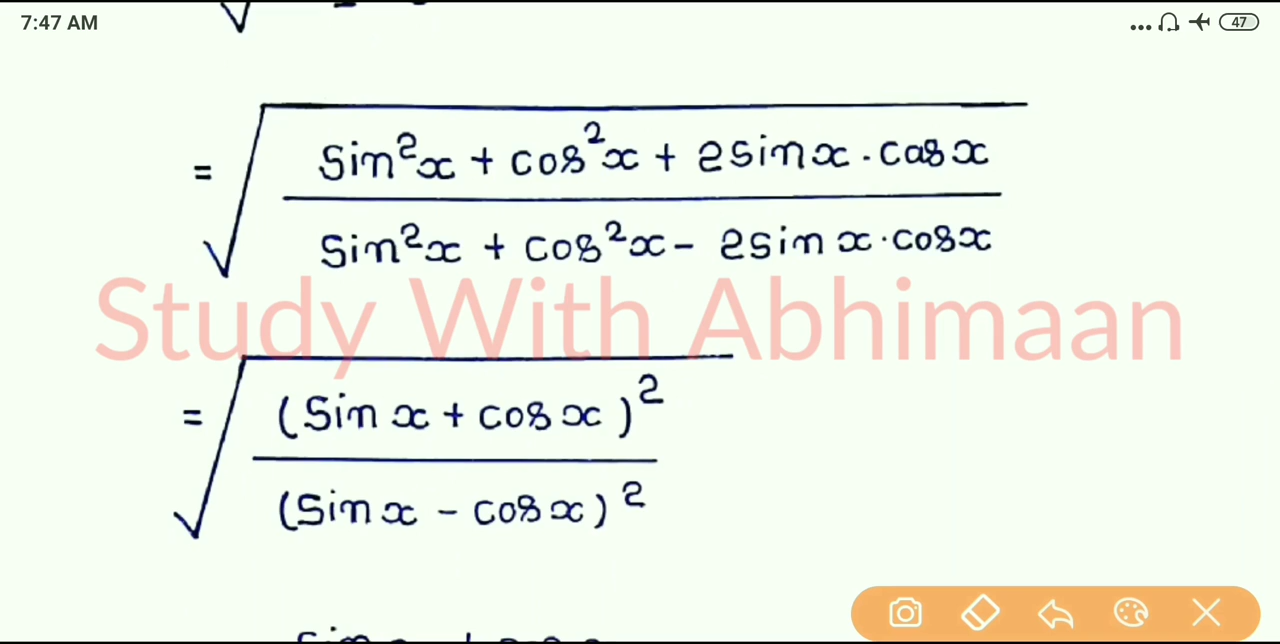 7:47 AM
... 47
= √ sin²x + cos²x + 2sinx · cosx
sin²x + cos²x - 2sinx · cosx
Study With Abhimaan
= √ (sinx + cosx)²
(sinx - cosx)²